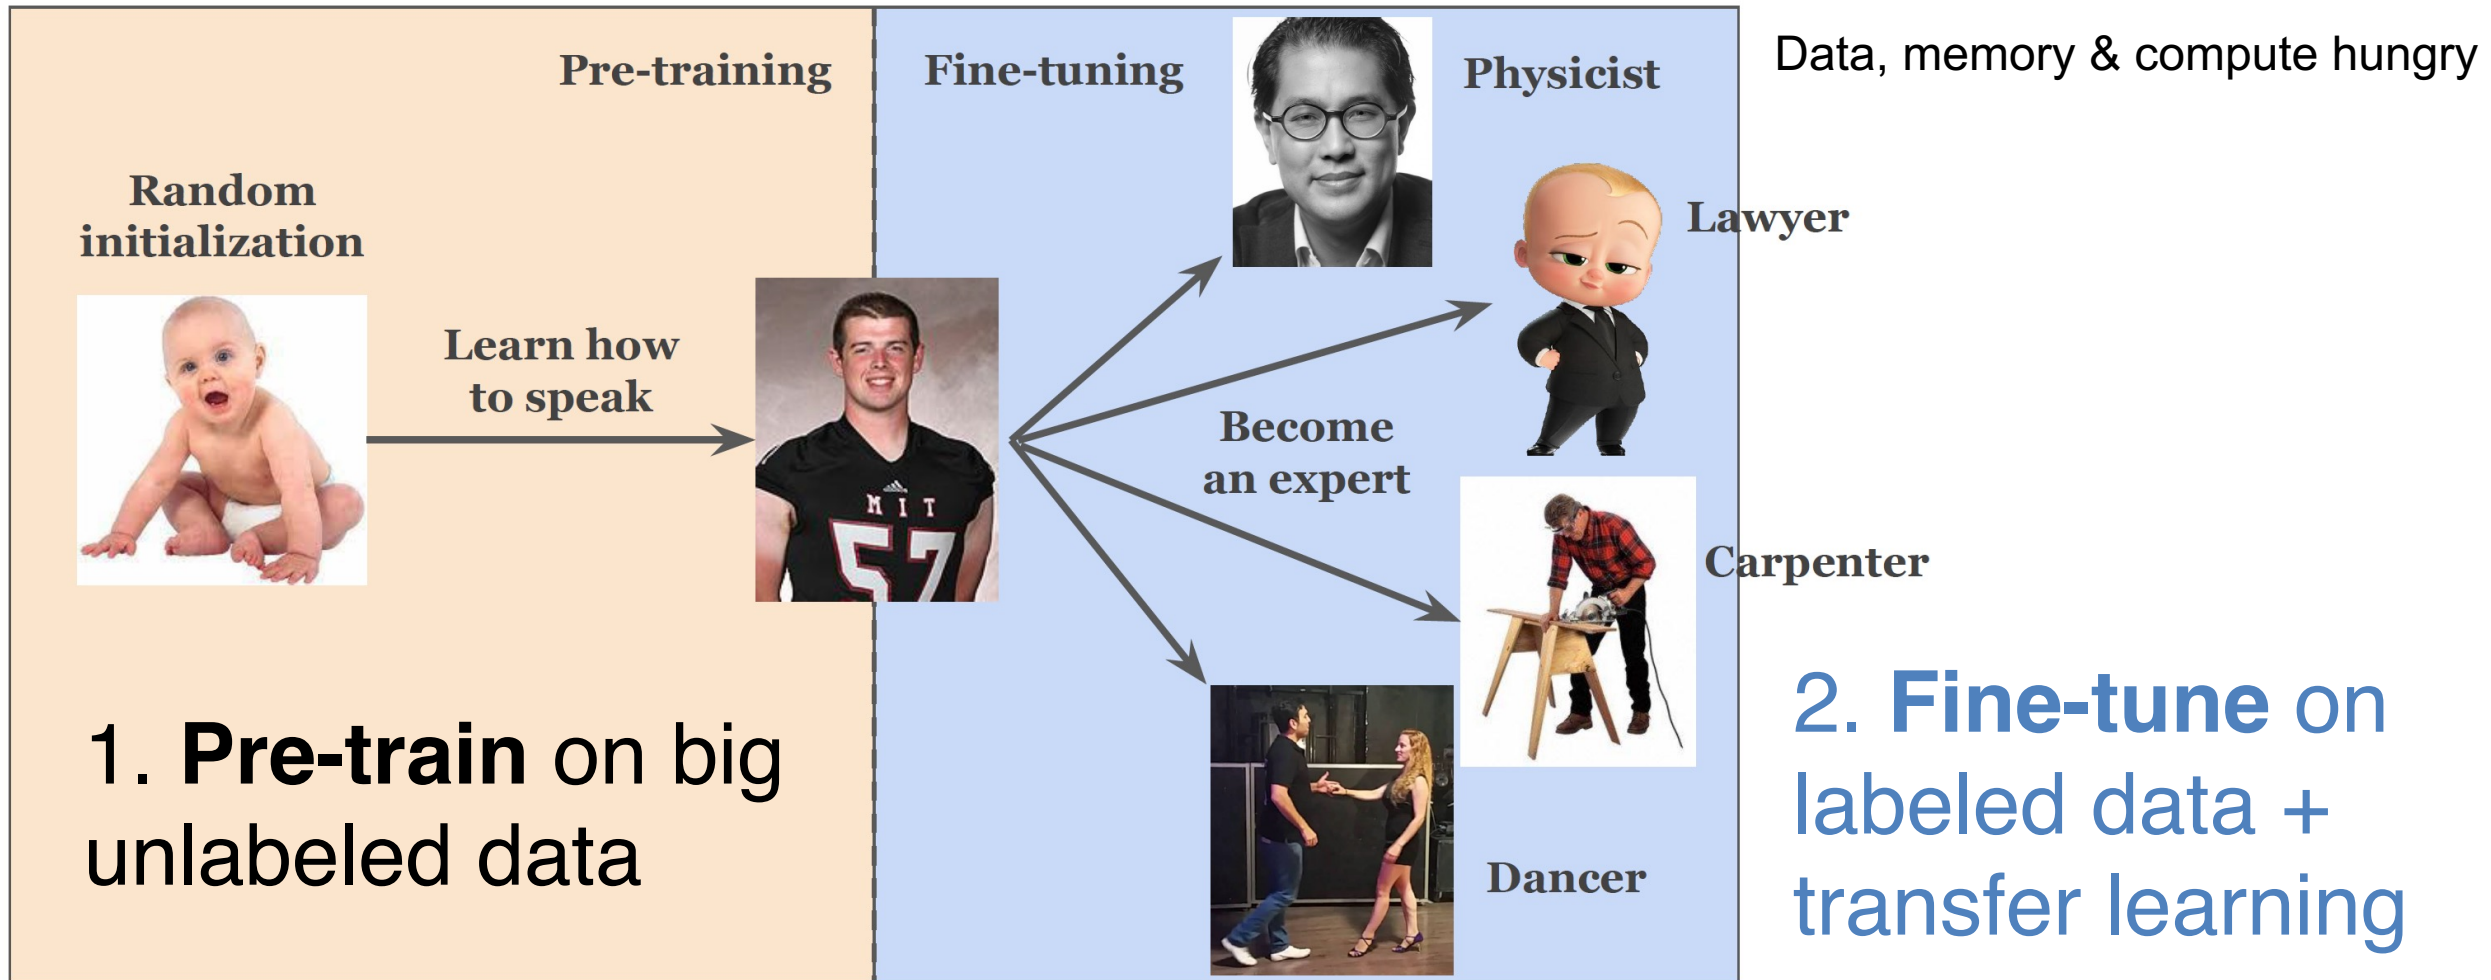 Pre-training
Fine-tuning
Physicist
Data, memory & compute hungry
Random
initialization
Lawyer
Learn how
to speak
Become
an expert
MIT
57
Carpenter
1. Pre-train on big
unlabeled data
Dancer
2. Fine-tune on
labeled data +
transfer learning